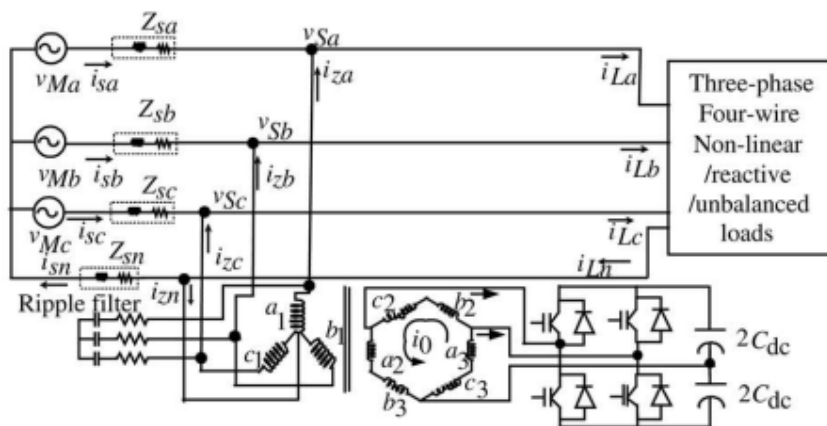 Z_sa
v_Sa
v_Ma
i_sa
i_za
i_La
Three-phase
Four-wire
Non-linear
/reactive
/unbalanced
loads
Z_sb
v_Sb
v_Mb
i_sb
i_zb
i_Lb
Z_sc
v_Sc
v_Mc
i_sc
i_zc
i_Lc
Z_sn
i_sn
i_zn
i_Ln
Ripple filter
a_1
b_1
c_1
c_2
b_2
a_2
i_0
a_3
b_3
c_3
2C_dc
2C_dc